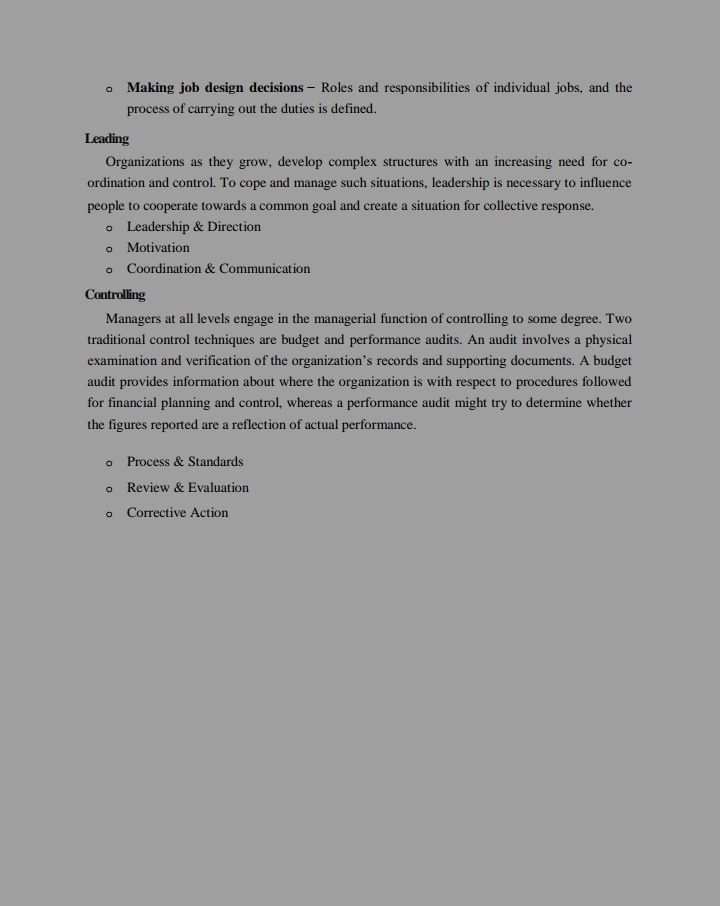 o Making job design decisions – Roles and responsibilities of individual jobs, and the
process of carrying out the duties is defined.
Leading
Organizations as they grow, develop complex structures with an increasing need for co-
ordination and control. To cope and manage such situations, leadership is necessary to influence
people to cooperate towards a common goal and create a situation for collective response.
o Leadership & Direction
o Motivation
o Coordination & Communication
Controlling
Managers at all levels engage in the managerial function of controlling to some degree. Two
traditional control techniques are budget and performance audits. An audit involves a physical
examination and verification of the organization's records and supporting documents. A budget
audit provides information about where the organization is with respect to procedures followed
for financial planning and control, whereas a performance audit might try to determine whether
the figures reported are a reflection of actual performance.
o Process & Standards
o Review & Evaluation
o Corrective Action